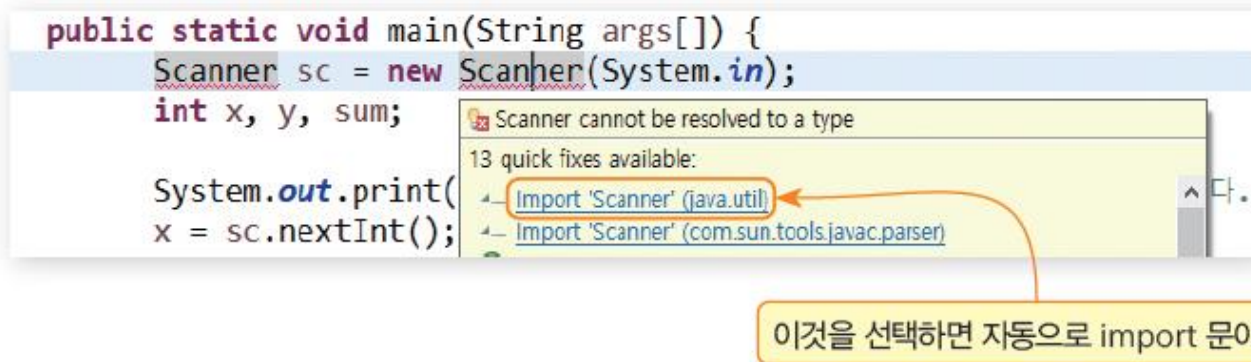 public static void main(String args[]) {
Scanner sc = new Scanner(System.in);
int x, y, sum;
Scanner cannot be resolved to a type
13 quick fixes available:
System.out.print(
Import 'Scanner' (java.util)
다.
x = sc.nextInt();
Import 'Scanner' (com.sun.tools.javac.parser)
이것을 선택하면 자동으로 import 문이